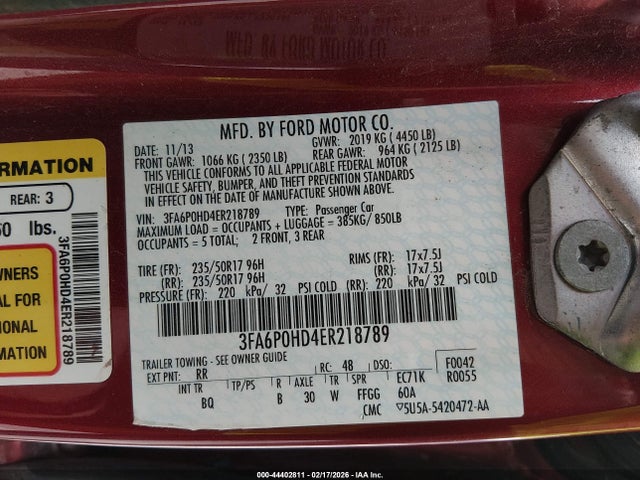 MFD. BY FORD MOTOR CO.
DATE: 11/13
GVWR: 2019 KG ( 4450 LB)
FRONT GAWR: 1066 KG ( 2350 LB)
REAR GAWR: 964 KG ( 2125 LB)
THIS VEHICLE CONFORMS TO ALL APPLICABLE FEDERAL MOTOR
VEHICLE SAFETY, BUMPER, AND THEFT PREVENTION STANDARDS
IN EFFECT ON THE DATE OF MANUFACTURE SHOWN ABOVE.
VIN: 3FA6P0HD4ER218789 TYPE: Passenger Car
MAXIMUM LOAD = OCCUPANTS + LUGGAGE = 385KG/ 850LB
OCCUPANTS = 5 TOTAL; 2 FRONT, 3 REAR
TIRE (FR): 235/50R17 96H RIMS (FR): 17x7.5J
(RR): 235/50R17 96H (RR): 17x7.5J
PRESSURE (FR): 220 kPa/ 32 PSI COLD (RR): 220 kPa/ 32 PSI COLD
3FA6P0HD4ER218789
TRAILER TOWING - SEE OWNER GUIDE
EXT PNT: RR RC: 48 DSO: F0042
R0055
INT TR TP/PS R AXLE TR SPR EC71K
BQ B 30 W FFGG 60A
CMC 5U5A-5420472-AA
FORMATION
REAR: 3
50 lbs.
3FA6P0HD4ER218789
WNERS
AL FOR
IONAL
MATION
000-44402811 - 02/17/2026 - IAAI, Inc.